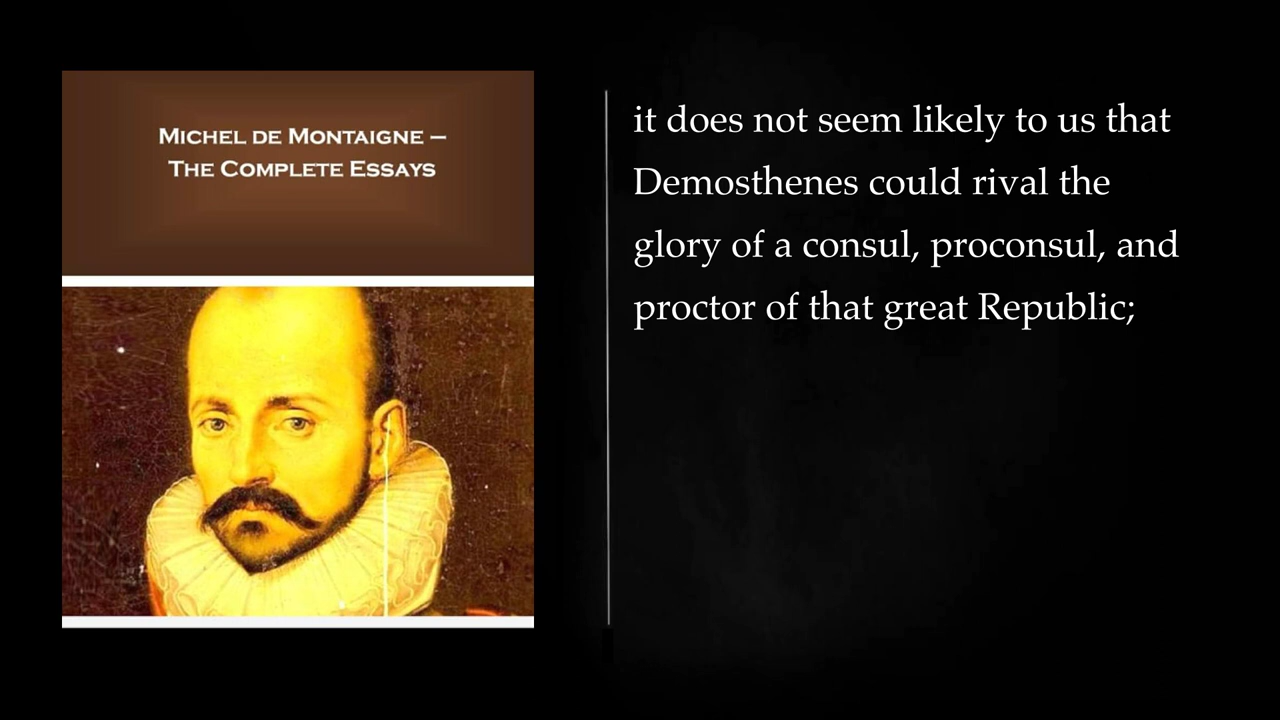 Michel de Montaigne –
The Complete Essays
it does not seem likely to us that
Demosthenes could rival the
glory of a consul, proconsul, and
proctor of that great Republic;